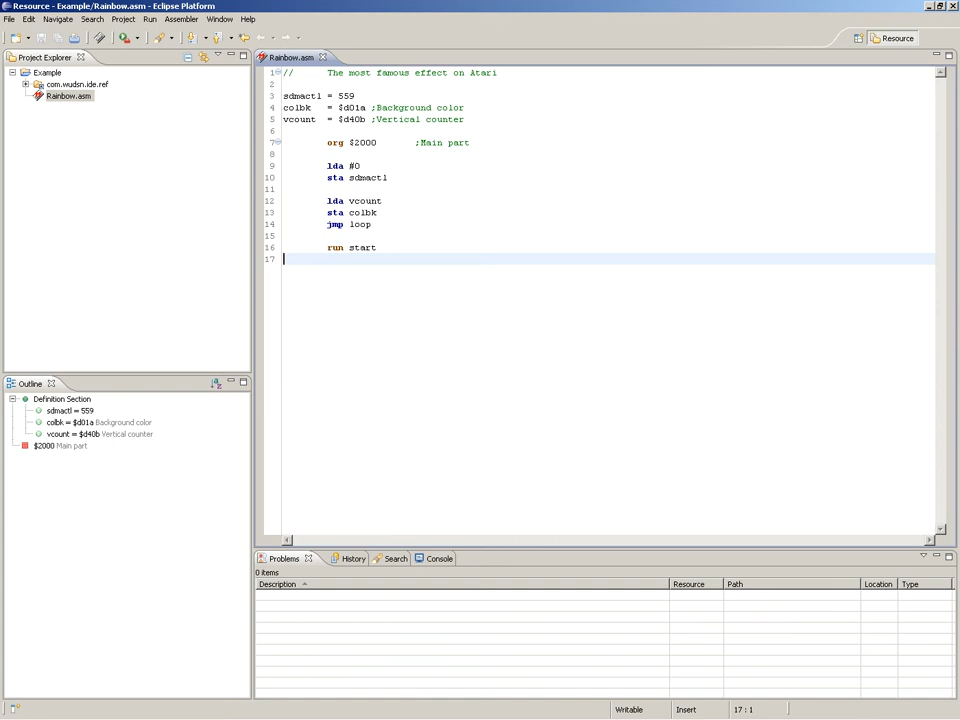 Resource - Example/Rainbow.asm - Eclipse Platform
File Edit Navigate Search Project Run Assembler Window Help
Resource
Project Explorer
Example
com.wudsn.ide.ref
Rainbow.asm
Rainbow.asm
1 // The most famous effect on Atari
2
3 sdmactl = 559
4 colbk = $d01a ;Background color
5 vcount = $d40b ;Vertical counter
6
7 org $2000 ;Main part
8
9 lda #0
10 sta sdmactl
11
12 lda vcount
13 sta colbk
14 jmp loop
15
16 run start
17
Outline
Definition Section
sdmactl = 559
colbk = $d01a Background color
vcount = $d40b Vertical counter
$2000 Main part
Problems History Search Console
0 items
Description Resource Path Location Type
Writable Insert 17 : 1